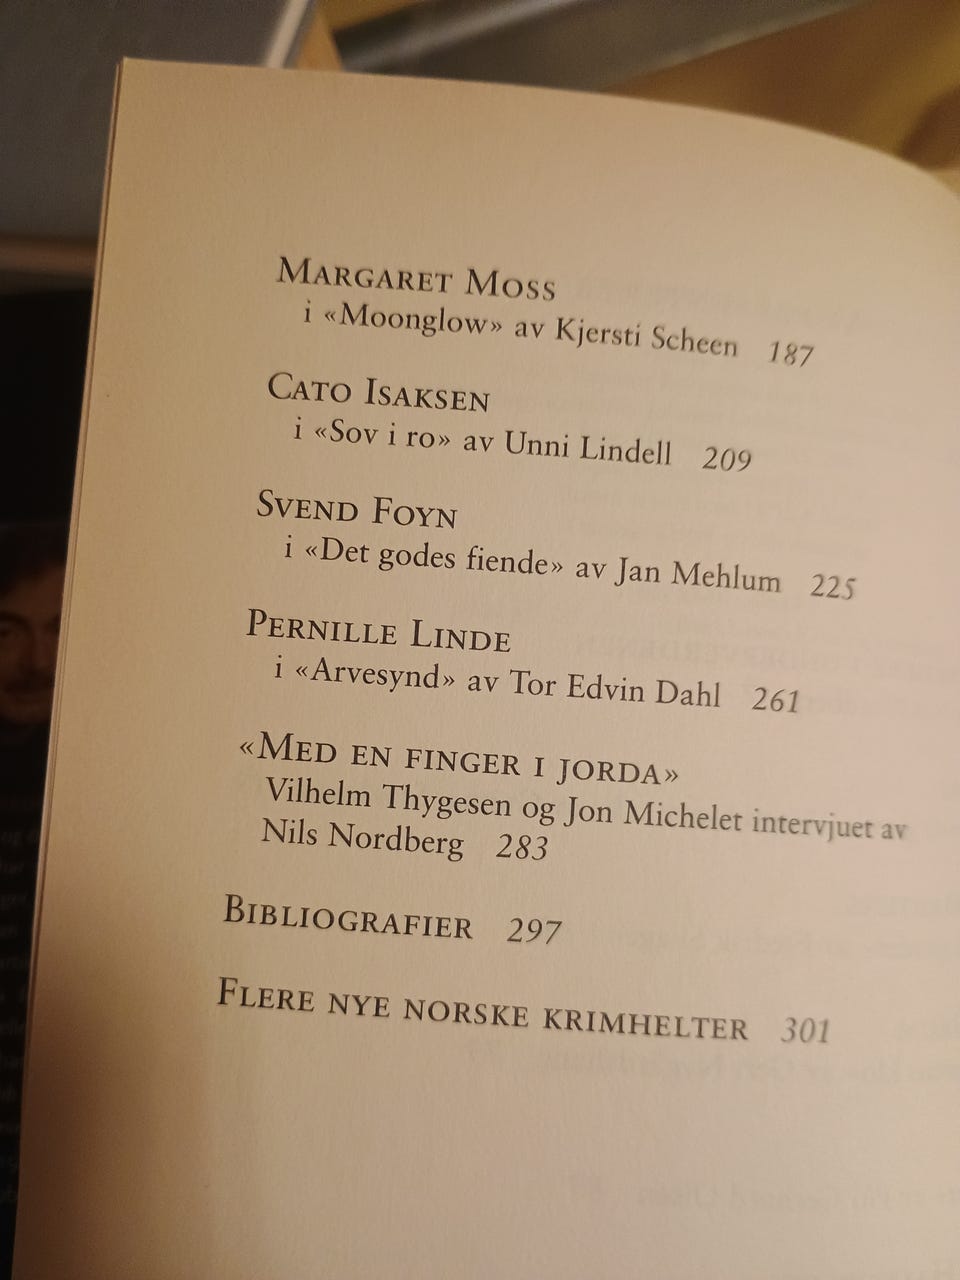 MARGARET MOSS
i «Moonglow» av Kjersti Scheen 187
CATO ISAKSEN
i «Sov i ro» av Unni Lindell 209
SVEND FOYN
i «Det godes fiende» av Jan Mehlum 225
PERNILLE LINDE
i «Arvesynd» av Tor Edvin Dahl 261
«MED EN FINGER I JORDA»
Vilhelm Thygesen og Jon Michelet intervjuet av
Nils Nordberg 283
BIBLIOGRAFIER 297
FLERE NYE NORSKE KRIMHELTER 301